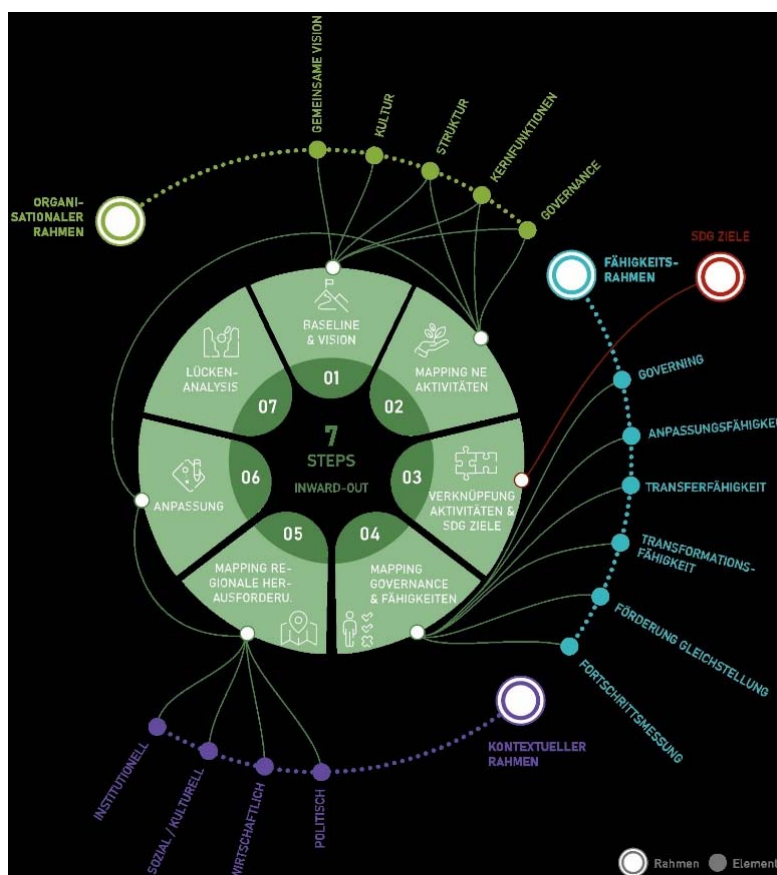 GEMEINSAME VISION
KULTUR
STRUKTUR
KERNFUNKTIONEN
GOVERNANCE
ORGANI-
SATIONALER
RAHMEN
SDG ZIELE
FÄHIGKEITS-
RAHMEN
GOVERNING
ANPASSUNGSFÄHIGKEI
TRANSFERFÄHIGKEIT
TRANSFORMATIONS-
FÄHIGKEIT
FÖRDERUNG GLEICHSTELLUNG
FORTSCHRITTSMESSUNG
BASELINE
& VISION
01
MAPPING NE
AKTIVITÄTEN
02
VERKNÜPFUNG
AKTIVITÄTEN &
SDG ZIELE
03
MAPPING
GOVERNANCE
& FÄHIGKEITEN
04
MAPPING RE-
GIONALE HER-
AUSFORDERU.
05
ANPASSUNG
06
LÜCKEN-
ANALYSIS
07
7
STEPS
INWARD-OUT
KONTEXTUELLER
RAHMEN
INSTITUTIONELL
SOZIAL / KULTURELL
WIRTSCHAFTLICH
POLITISCH
Rahmen
Element